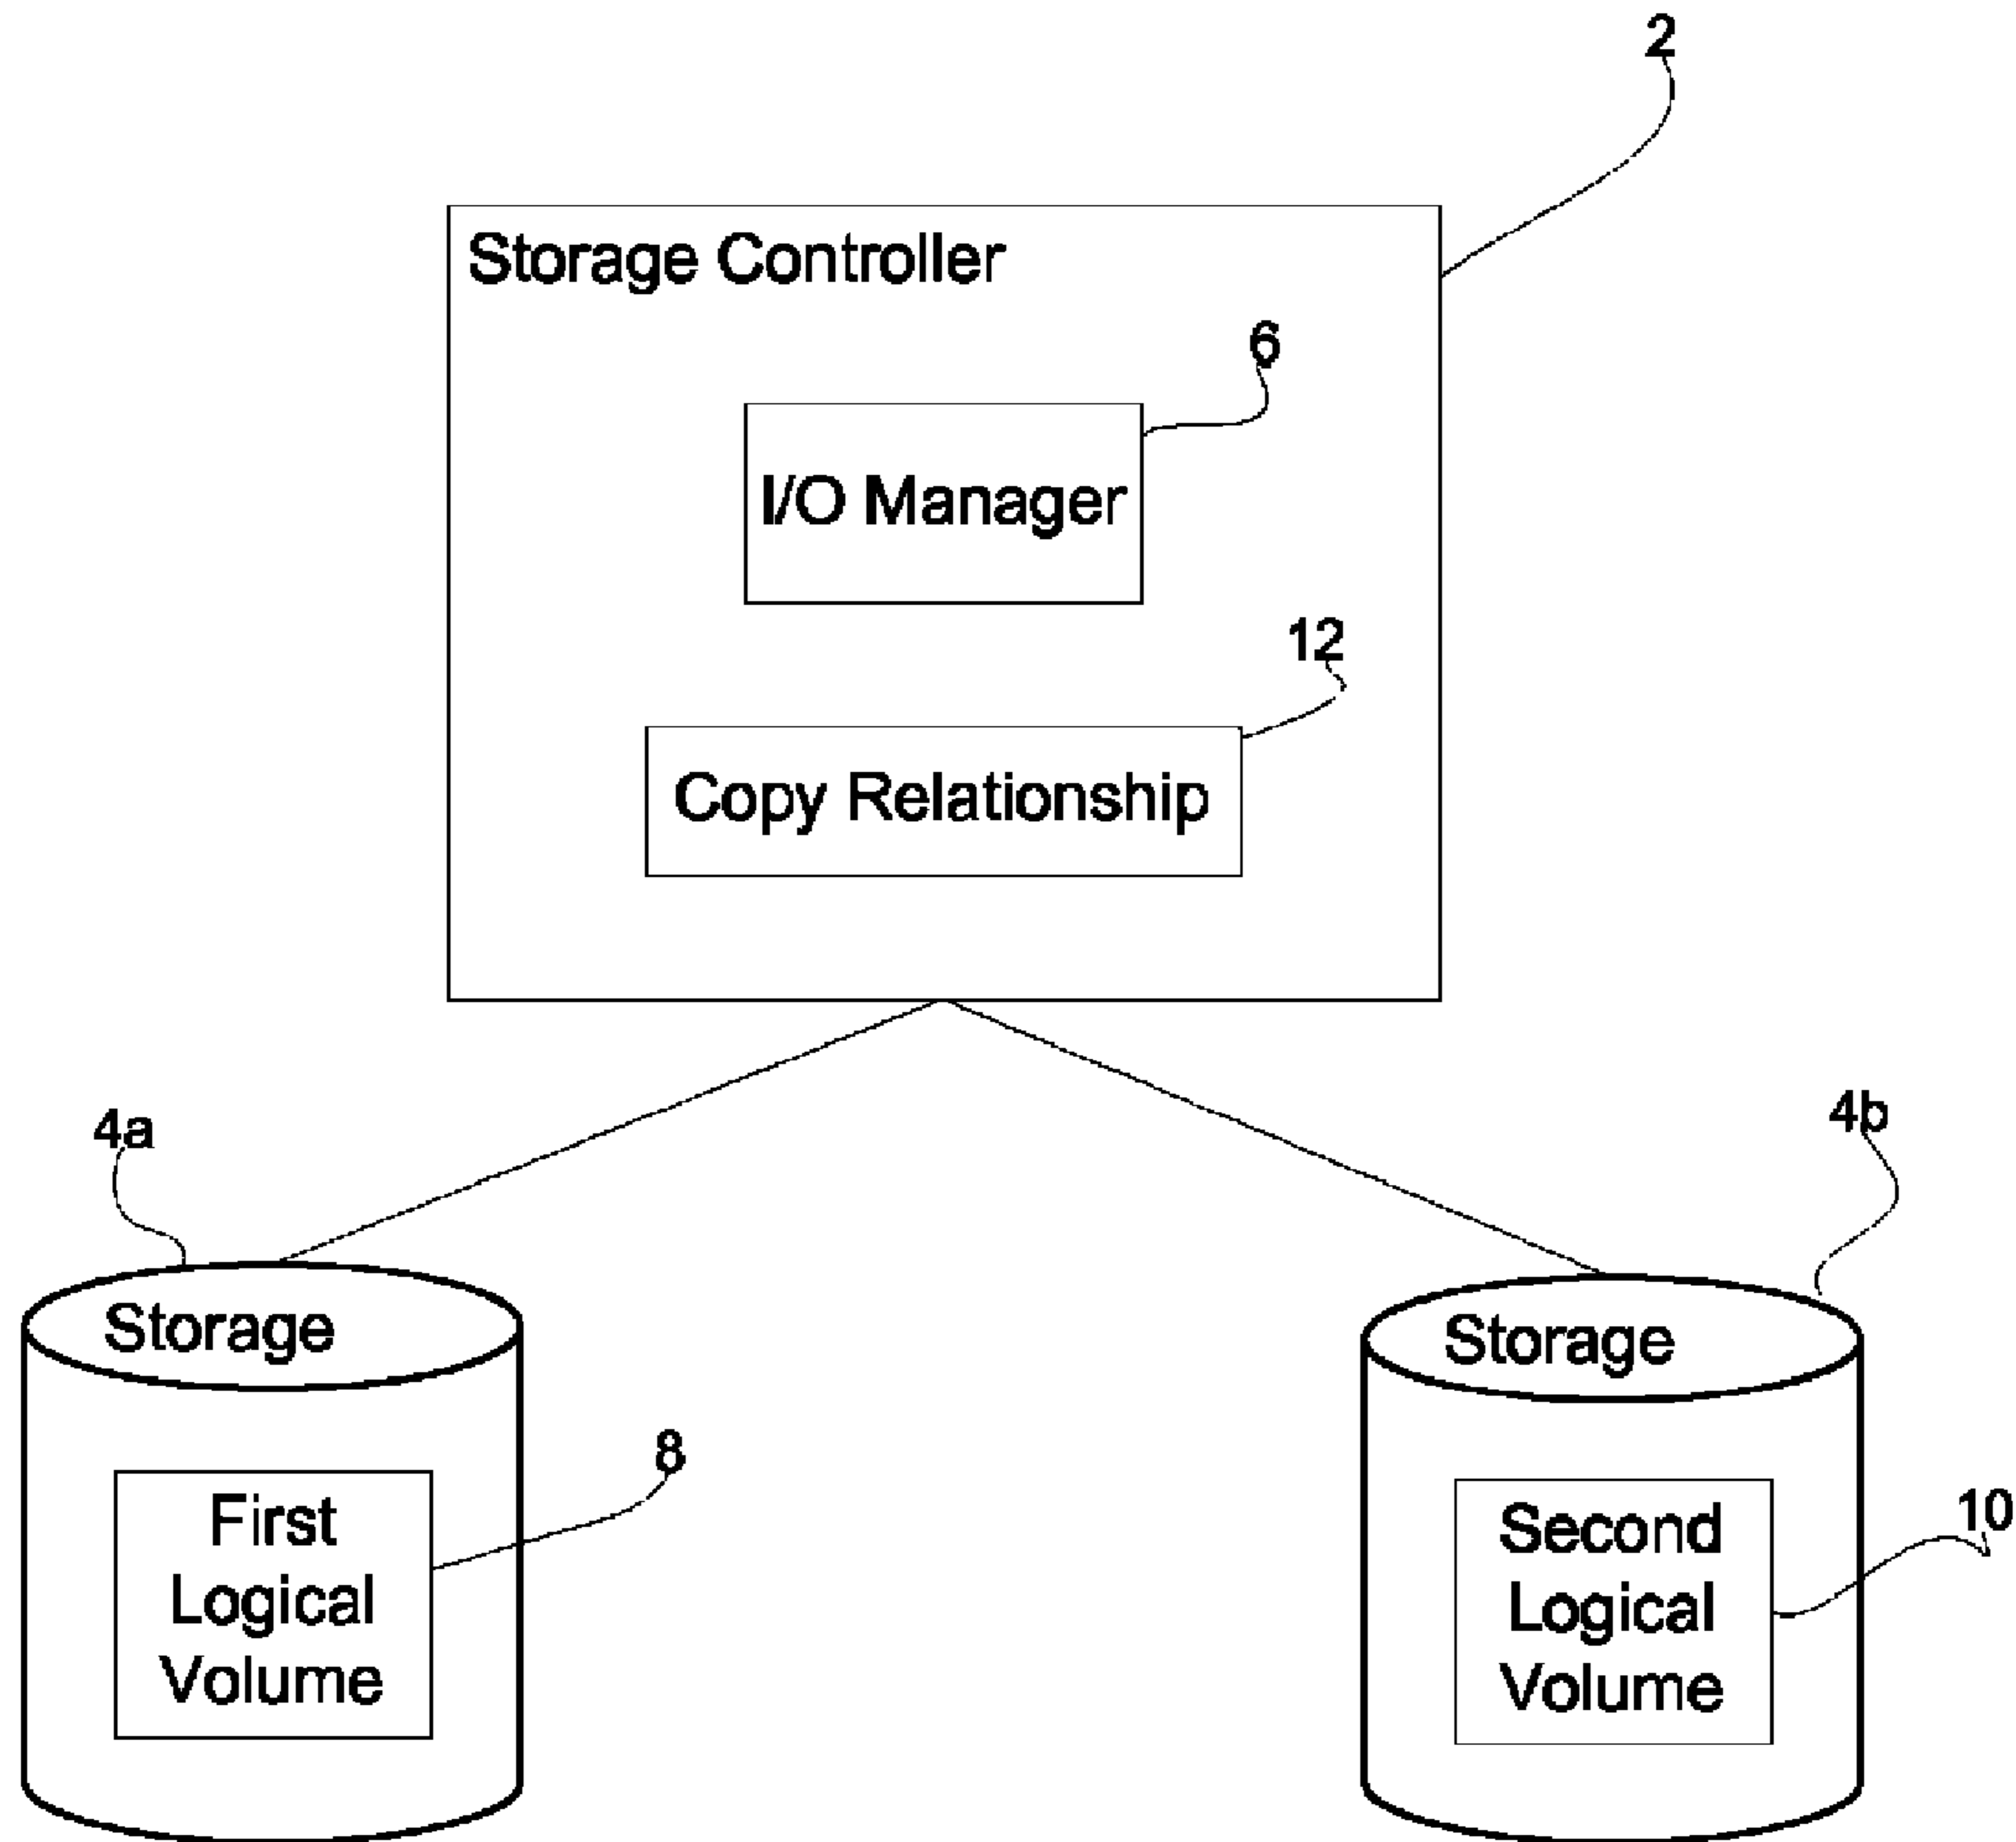 2
Storage Controller
6
I/O Manager
12
Copy Relationship
4a
4b
Storage
Storage
8
First
Logical
Volume
10
Second
Logical
Volume